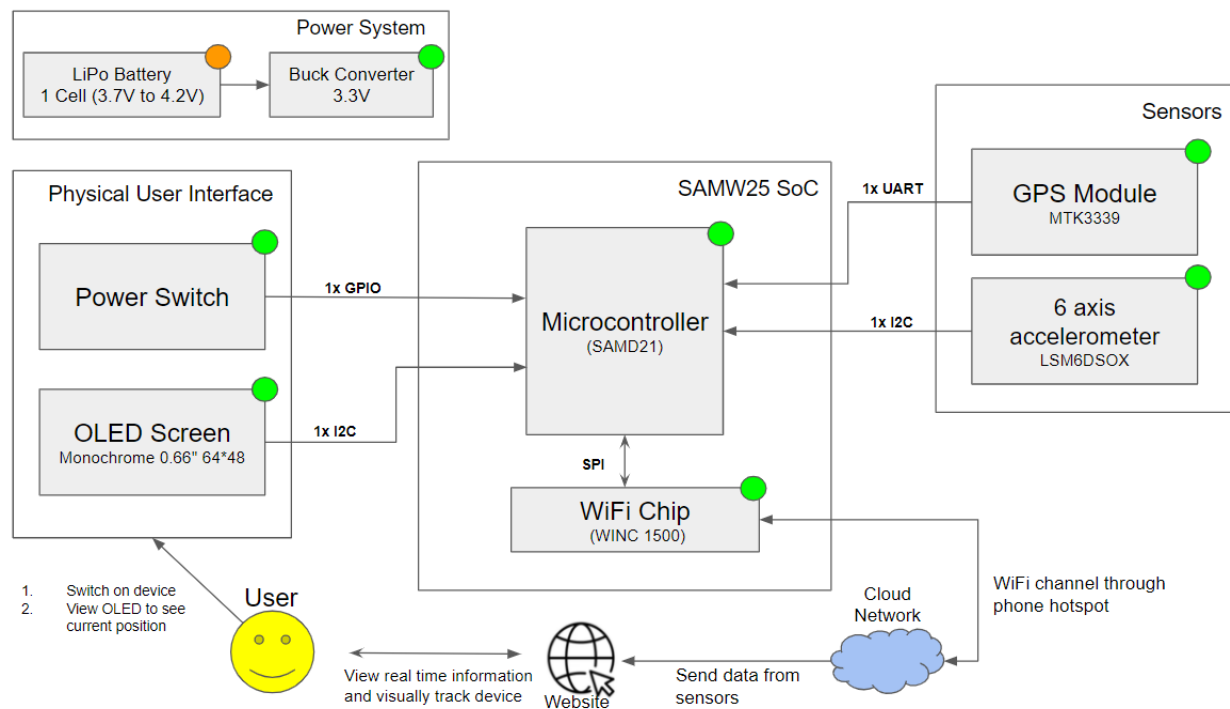 Power System
LiPo Battery
1 Cell (3.7V to 4.2V)
Buck Converter
3.3V
Sensors
GPS Module
MTK3339
6 axis
accelerometer
LSM6DSOX
1x UART
1x I2C
Physical User Interface
Power Switch
OLED Screen
Monochrome 0.66" 64*48
1x GPIO
1x I2C
SAMW25 SoC
Microcontroller
(SAMD21)
SPI
WiFi Chip
(WINC 1500)
1. Switch on device
2. View OLED to see
current position
User
View real time information
and visually track device
Website
Send data from
sensors
Cloud
Network
WiFi channel through
phone hotspot